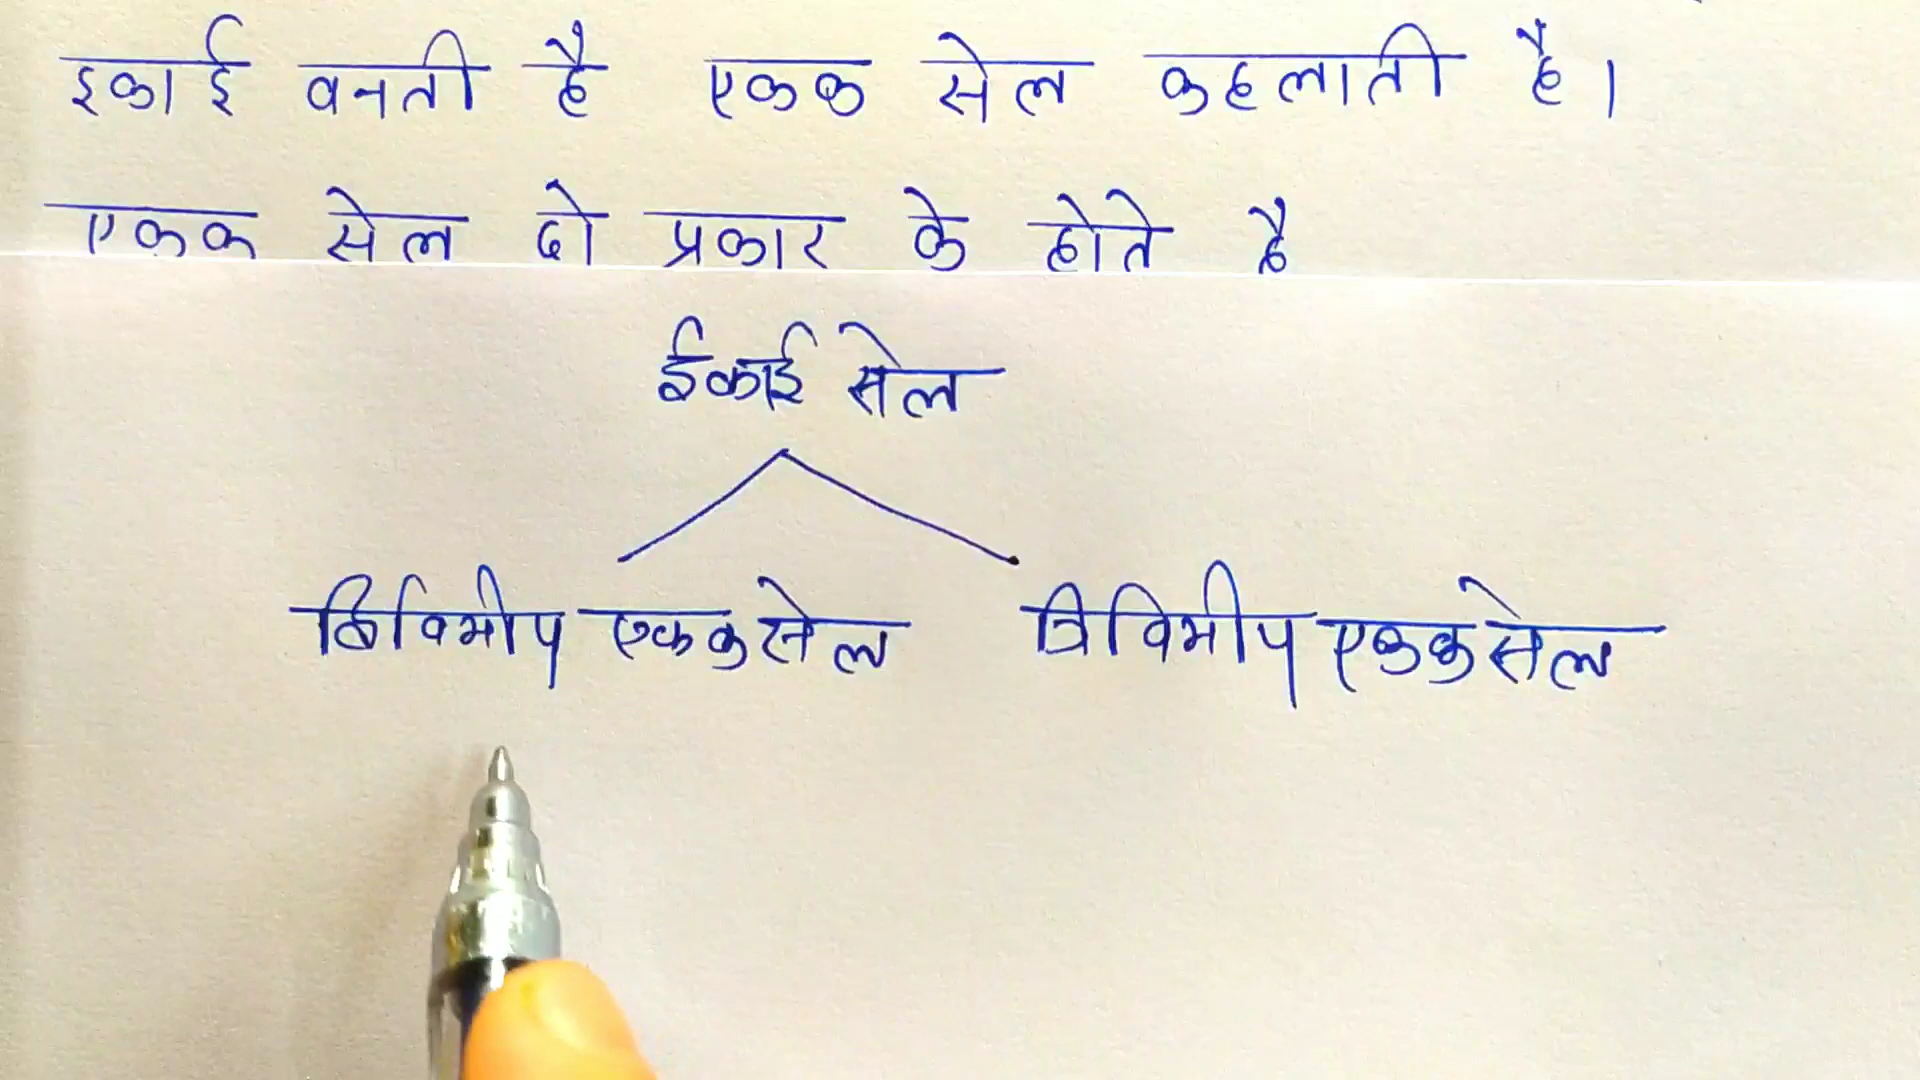 इकाई बनती है एकक सेल कहलाती है।
एकक सेल दो प्रकार के होते है
ईकाई सेल
द्विविमीय एकक सेल त्रिविमीय एकक सेल